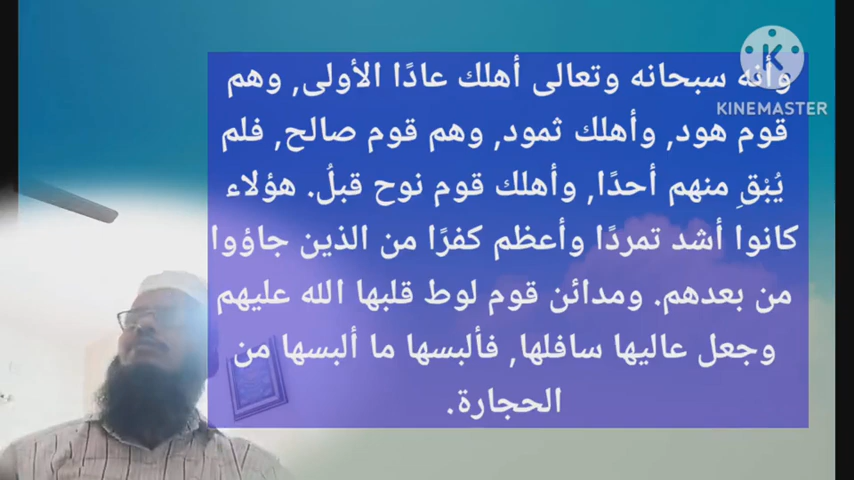 وأنه سبحانه وتعالى أهلك عادًا الأولى, وهم
قوم هود, وأهلك ثمود, وهم قوم صالح, فلم
يُبْقِ منهم أحدًا, وأهلك قوم نوح قبلُ. هؤلاء
كانوا أشد تمردًا وأعظم كفرًا من الذين جاؤوا
من بعدهم. ومدائن قوم لوط قلبها الله عليهم
وجعل عاليها سافلها, فألبسها ما ألبسها من
الحجارة.
K
KINEMASTER